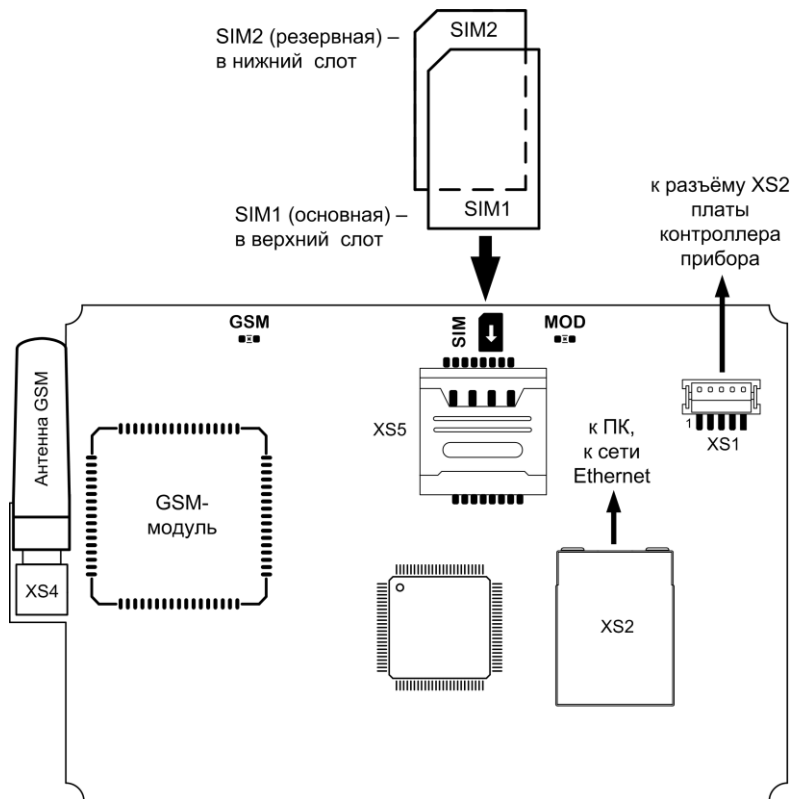 SIM2 (резервная) –
в нижний слот
SIM2
SIM1 (основная) –
в верхний слот
SIM1
к разъёму XS2
платы
контроллера
прибора
GSM
SIM
MOD
Антенна GSM
XS5
1
XS1
к ПК,
к сети
Ethernet
GSM-
модуль
XS4
XS2